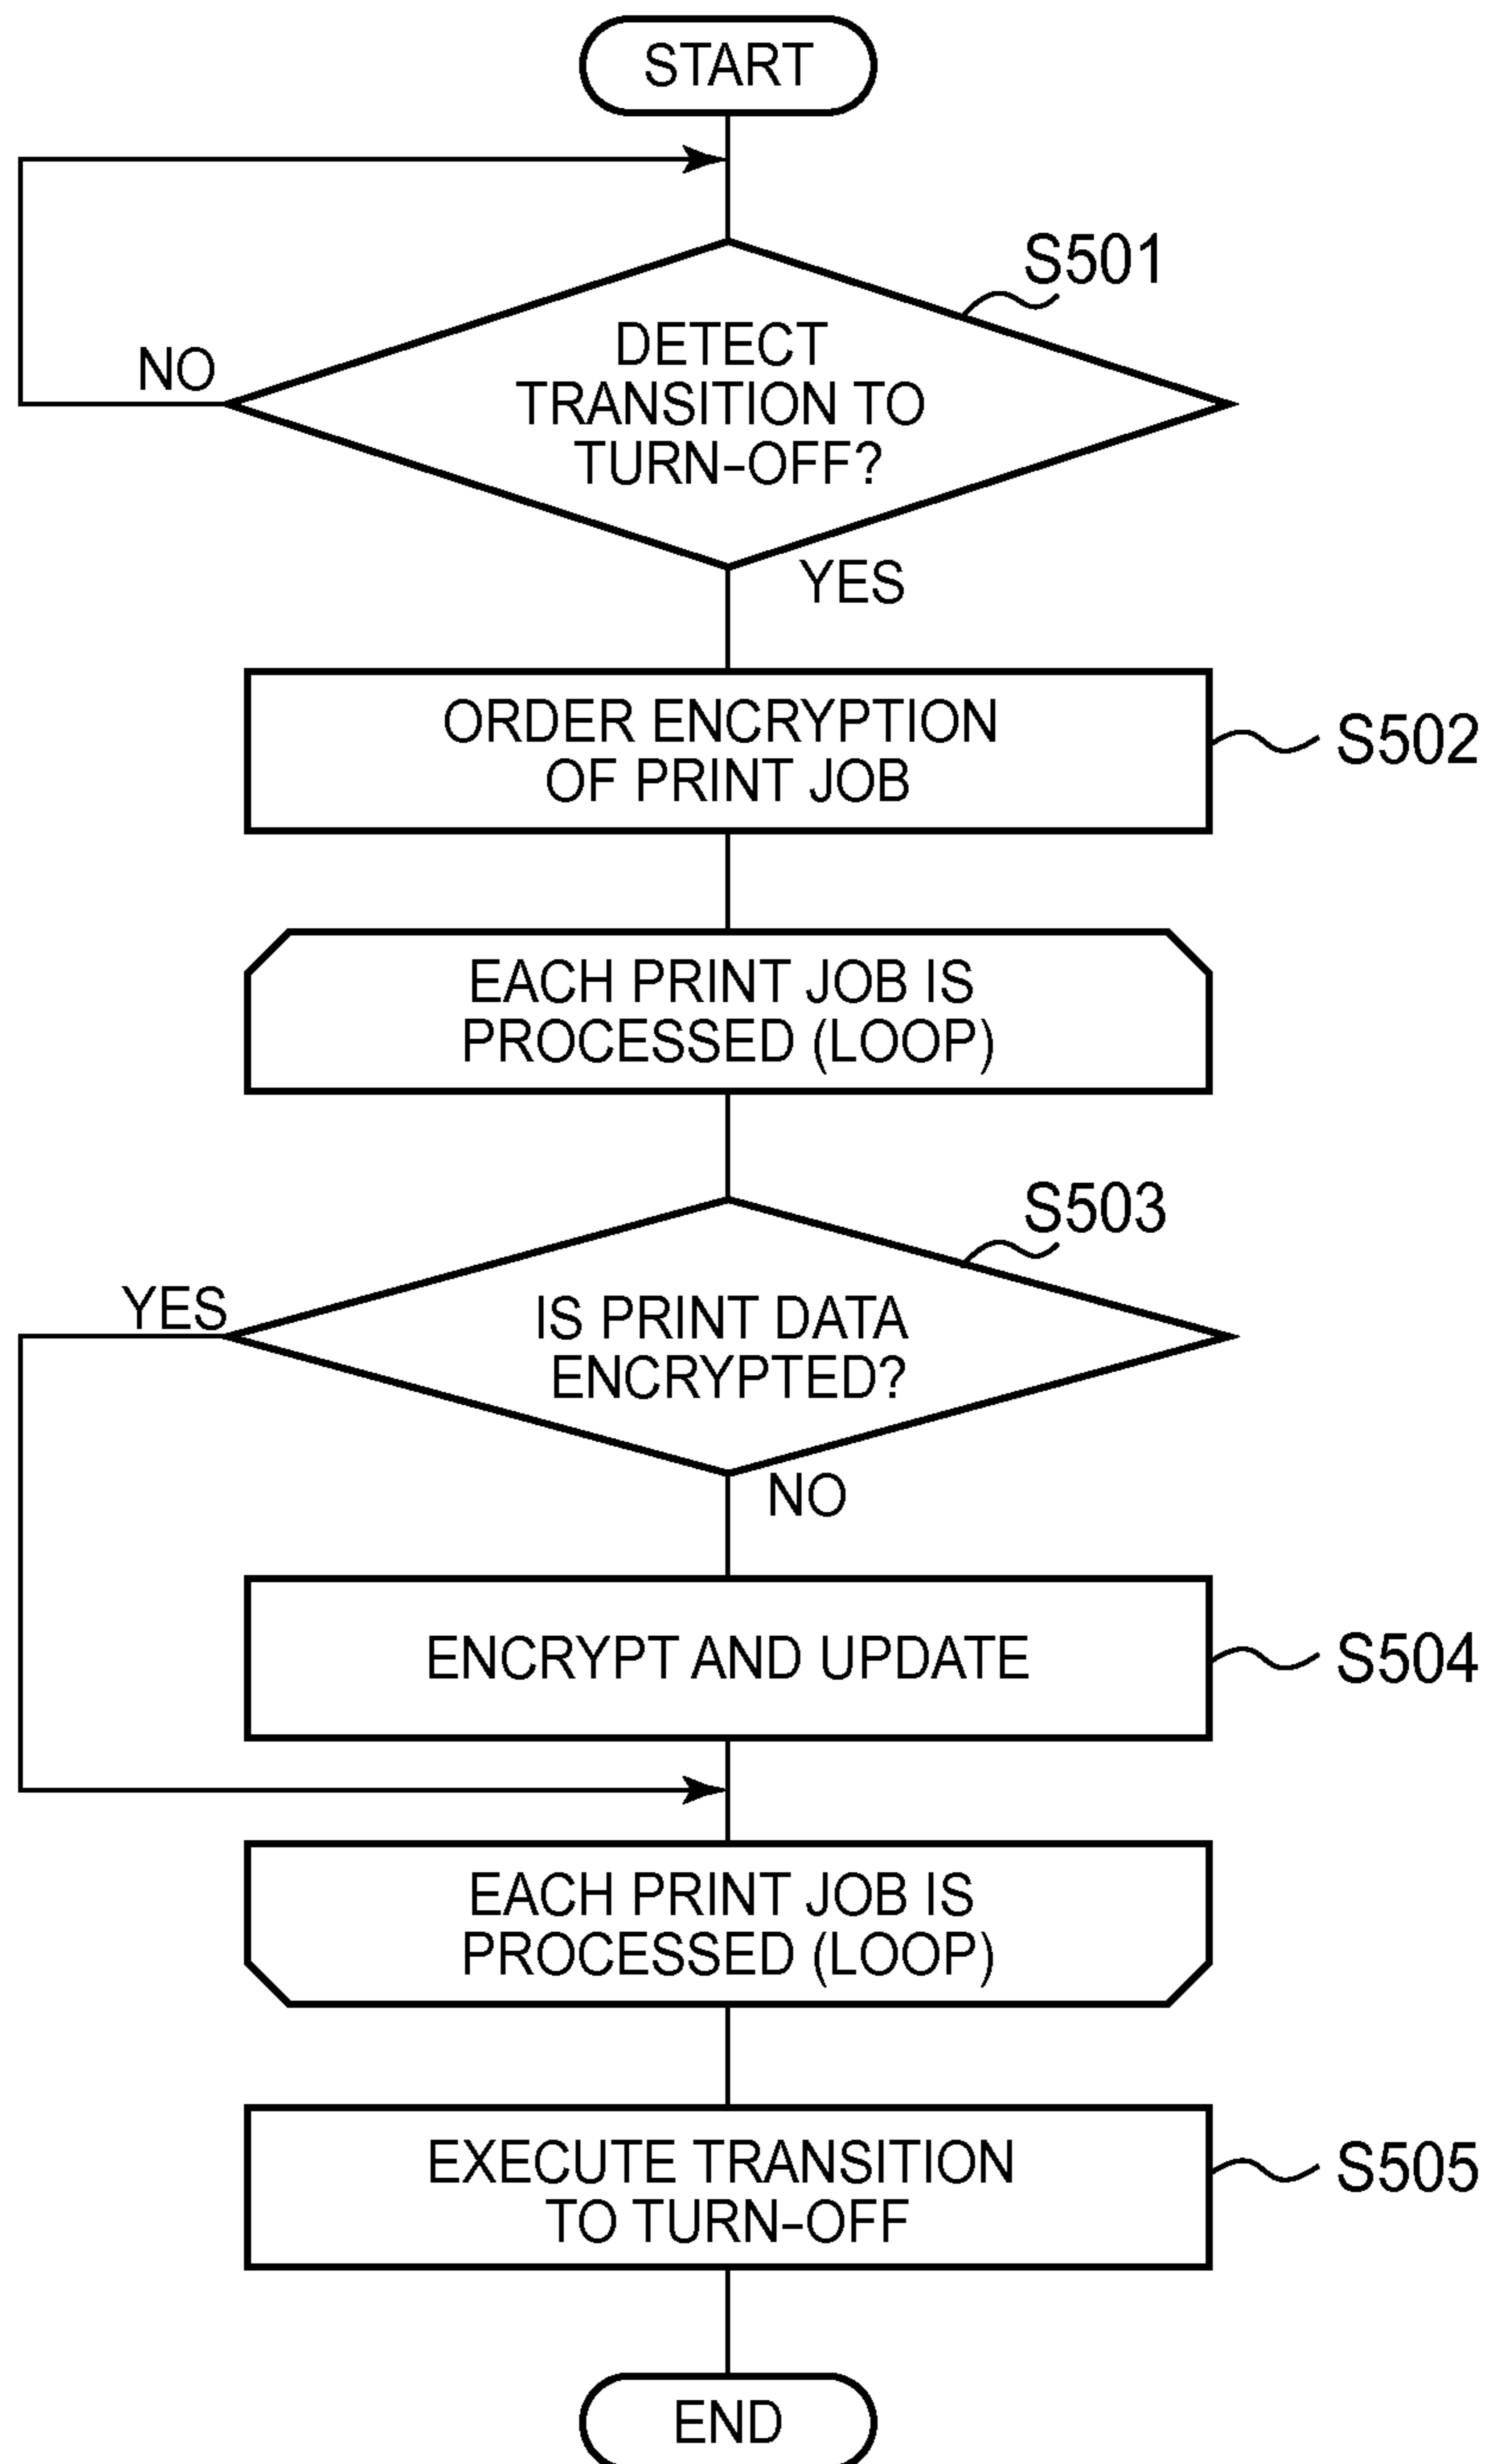 START
S501
DETECT
TRANSITION TO
TURN-OFF?
NO
YES
ORDER ENCRYPTION
OF PRINT JOB
S502
EACH PRINT JOB IS
PROCESSED (LOOP)
S503
IS PRINT DATA
ENCRYPTED?
YES
NO
ENCRYPT AND UPDATE
S504
EACH PRINT JOB IS
PROCESSED (LOOP)
EXECUTE TRANSITION
TO TURN-OFF
S505
END